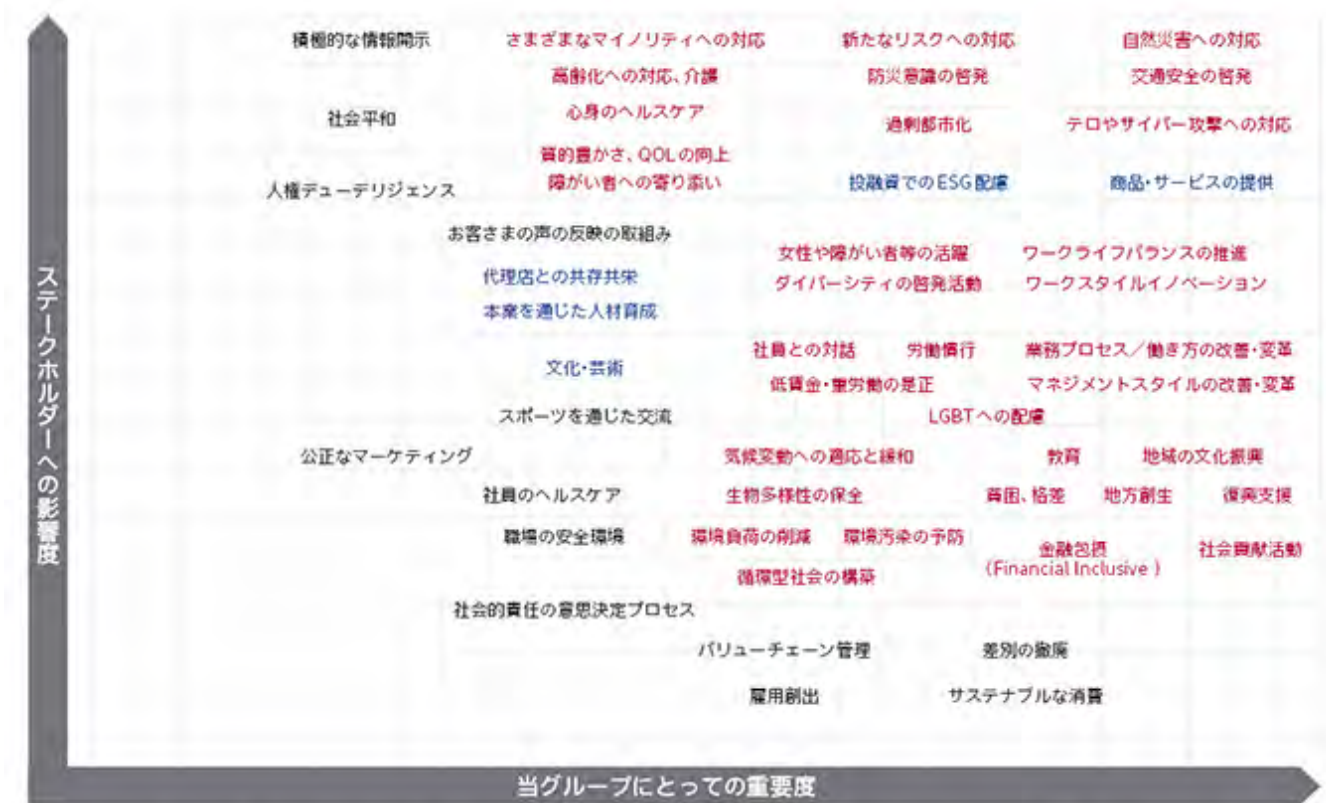 積極的な情報開示 さまざまなマイノリティへの対応 新たなリスクへの対応 自然災害への対応
高齢化への対応、介護 防災意識の啓発 交通安全の啓発
社会平和 心身のヘルスケア 過剰都市化 テロやサイバー攻撃への対応
質的豊かさ、QOLの向上
人権デューデリジェンス 障がい者への寄り添い 投融資でのESG配慮 商品・サービスの提供
お客さまの声の反映の取組み
女性や障がい者等の活躍 ワークライフバランスの推進
代理店との共存共栄 ダイバーシティの啓発活動 ワークスタイルイノベーション
本業を通じた人材育成
社員との対話 労働慣行 業務プロセス/働き方の改善・変革
文化・芸術
低賃金・重労働の是正 マネジメントスタイルの改善・変革
スポーツを通じた交流 LGBTへの配慮
公正なマーケティング 気候変動への適応と緩和 教育 地域の文化振興
社員のヘルスケア 生物多様性の保全 貧困、格差 地方創生 復興支援
職場の安全環境 環境負荷の削減 環境汚染の予防 金融包摂 社会貢献活動
(Financial Inclusive )
循環型社会の構築
社会的責任の意思決定プロセス
バリューチェーン管理 差別の撤廃
雇用創出 サステナブルな消費
ステークホルダーへの影響度
当グループにとっての重要度